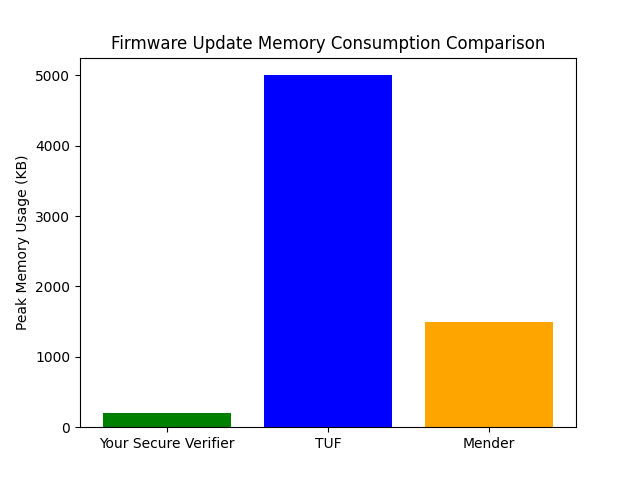 Firmware Update Memory Consumption Comparison
Peak Memory Usage (KB)
5000
4000
3000
2000
1000
0
Your Secure Verifier
TUF
Mender